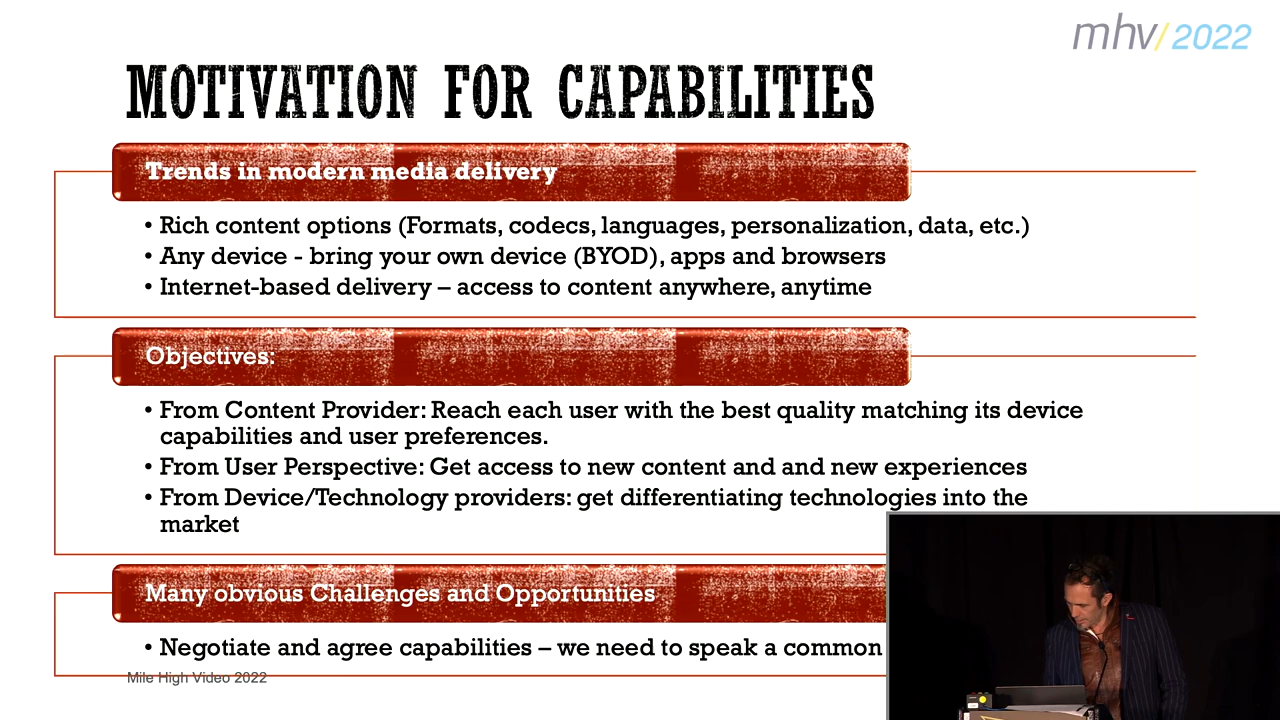 mhv/2022
MOTIVATION FOR CAPABILITIES
Trends in modern media delivery
• Rich content options (Formats, codecs, languages, personalization, data, etc.)
• Any device - bring your own device (BYOD), apps and browsers
• Internet-based delivery – access to content anywhere, anytime
Objectives:
• From Content Provider: Reach each user with the best quality matching its device
capabilities and user preferences.
• From User Perspective: Get access to new content and and new experiences
• From Device/Technology providers: get differentiating technologies into the
market
Many obvious Challenges and Opportunities
• Negotiate and agree capabilities – we need to speak a common
Mile High Video 2022